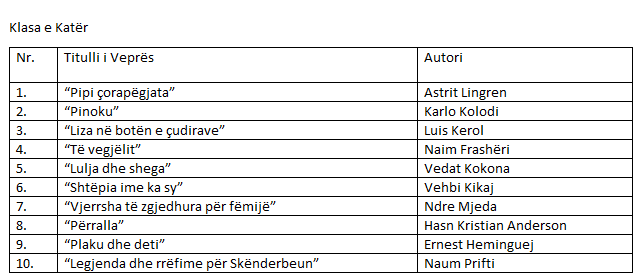 Klasa e Katër
Nr. Titulli i Veprës Autori
1. “Pipi çorapëgjata” Astrit Lingren
2. “Pinoku” Karlo Kolodi
3. “Liza në botën e çudirave” Luis Kerol
4. “Të vegjëlit” Naim Frashëri
5. “Lulja dhe shega” Vedat Kokona
6. “Shtëpia ime ka sy” Vehbi Kikaj
7. “Vjerrsha të zgjedhura për fëmijë” Ndre Mjeda
8. “Përralla” Hasn Kristian Anderson
9. “Plaku dhe deti” Ernest Heminguej
10. “Legjenda dhe rrëfime për Skënderbeun” Naum Prifti